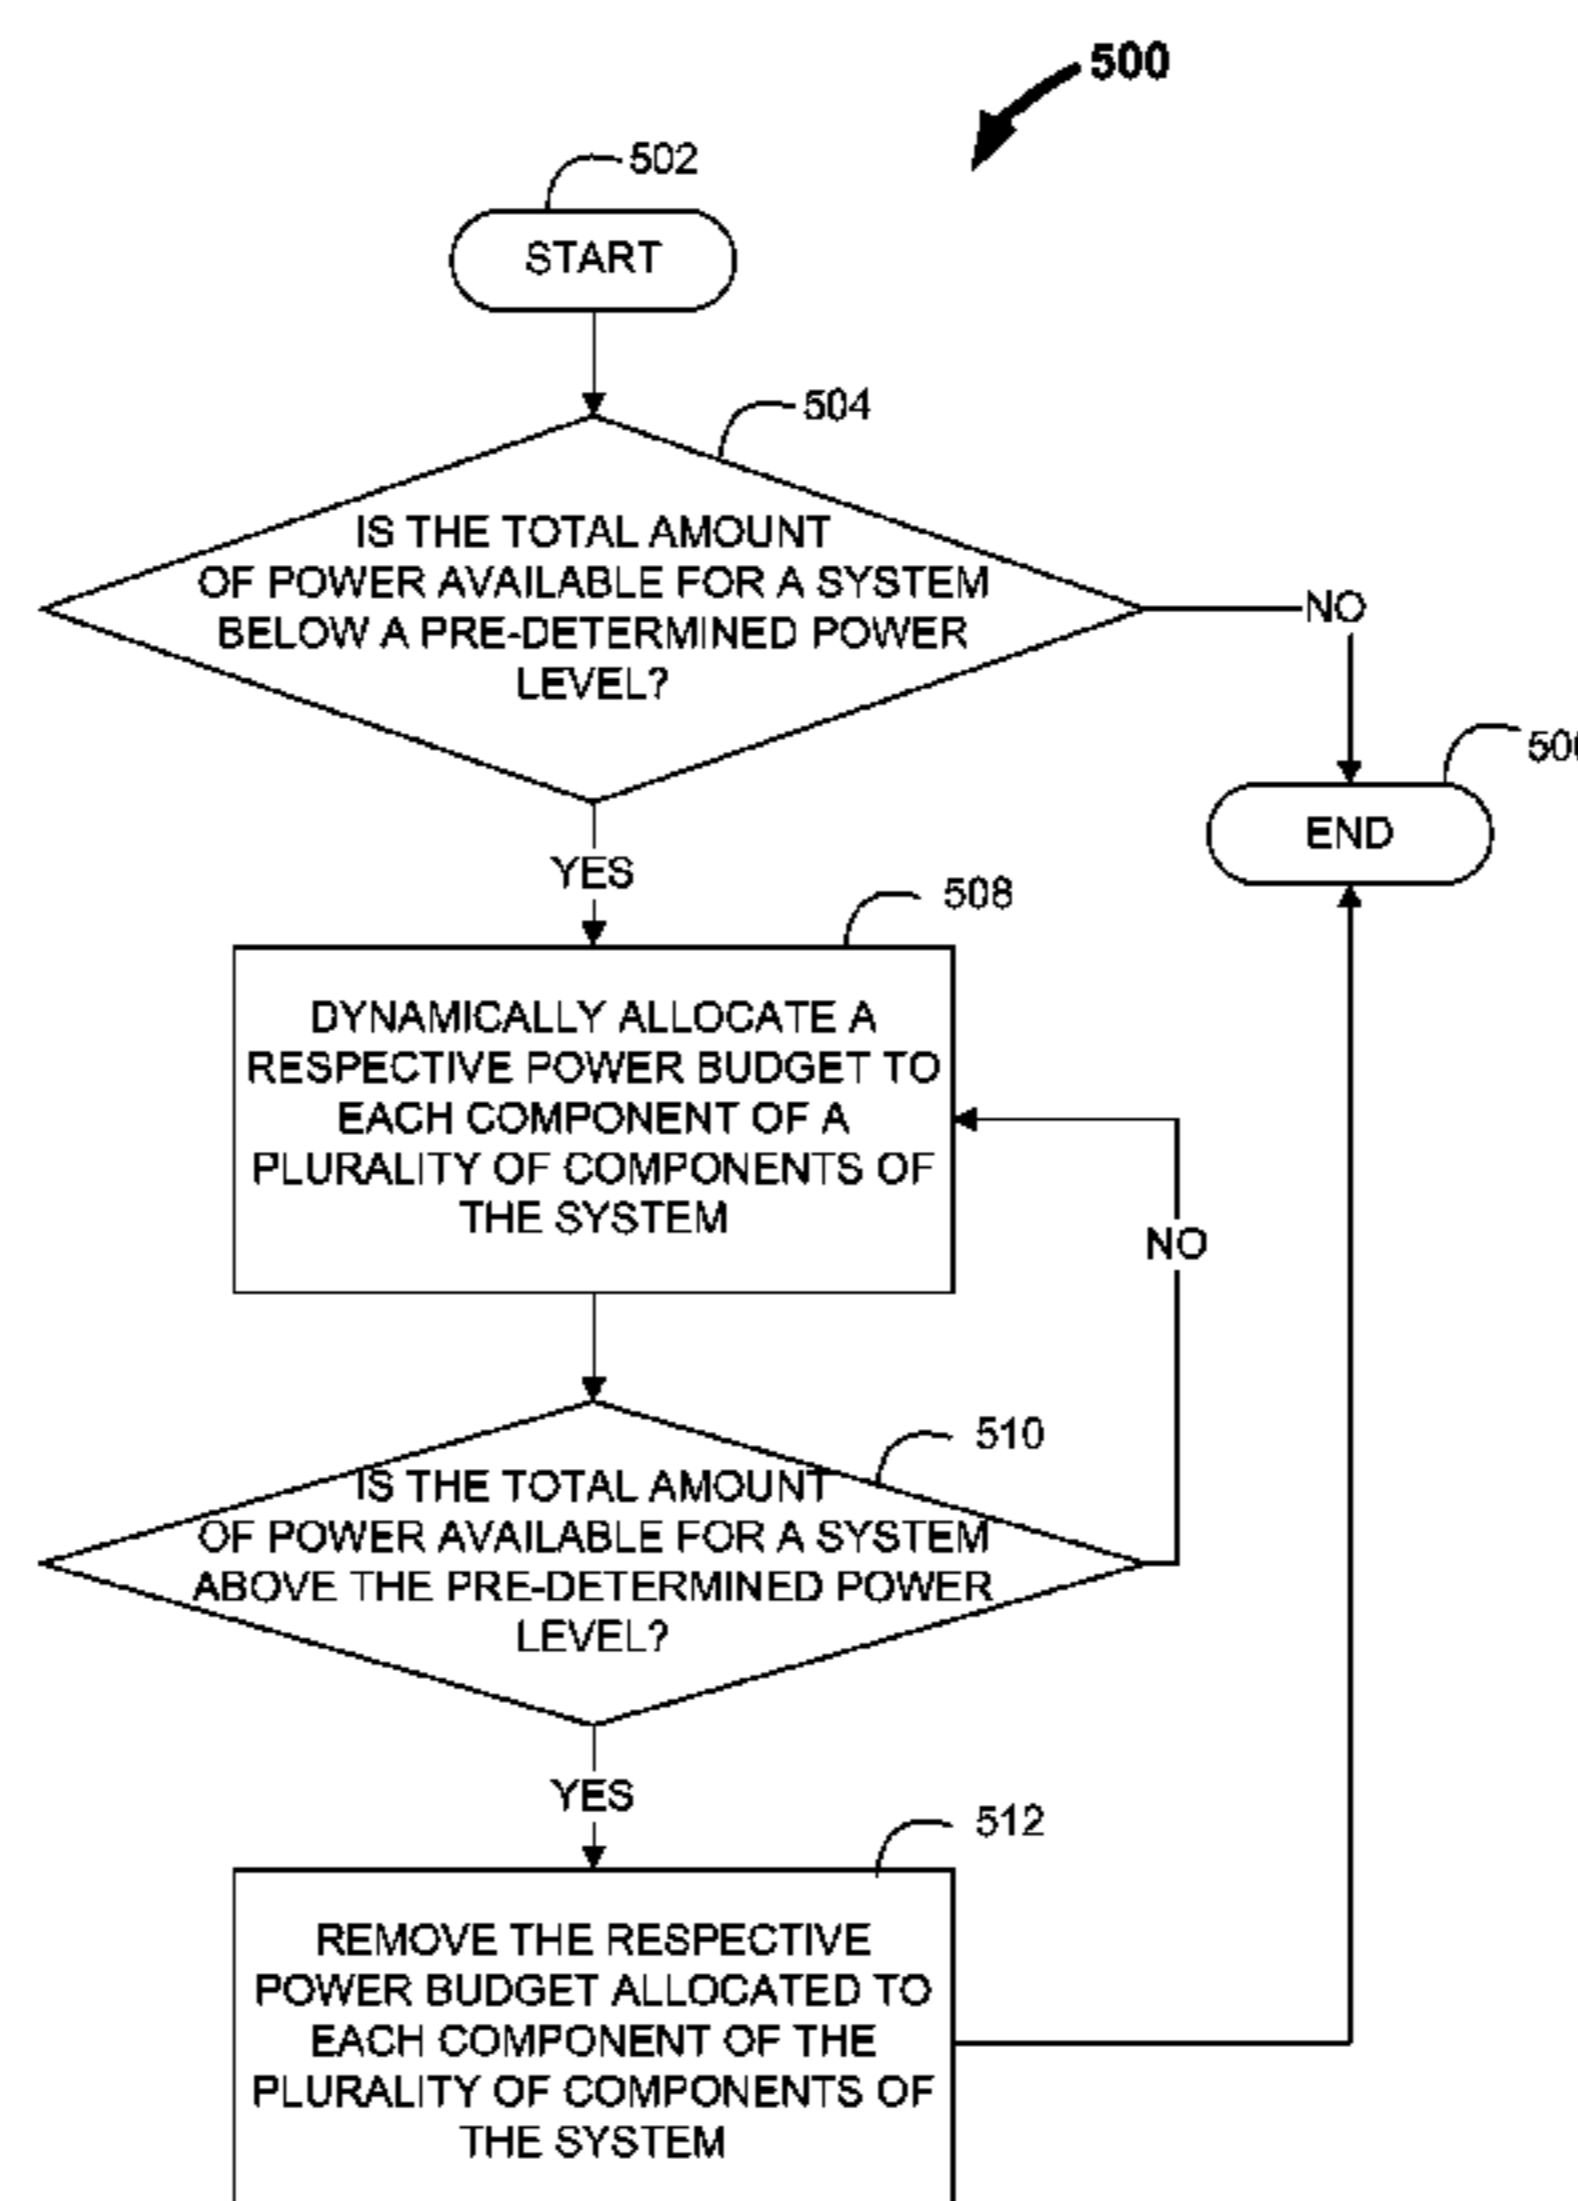 500
502
START
504
IS THE TOTAL AMOUNT
OF POWER AVAILABLE FOR A SYSTEM
BELOW A PRE-DETERMINED POWER
LEVEL?
NO
END
YES
508
DYNAMICALLY ALLOCATE A
RESPECTIVE POWER BUDGET TO
EACH COMPONENT OF A
PLURALITY OF COMPONENTS OF
THE SYSTEM
NO
510
IS THE TOTAL AMOUNT
OF POWER AVAILABLE FOR A SYSTEM
ABOVE THE PRE-DETERMINED POWER
LEVEL?
YES
512
REMOVE THE RESPECTIVE
POWER BUDGET ALLOCATED TO
EACH COMPONENT OF THE
PLURALITY OF COMPONENTS OF
THE SYSTEM